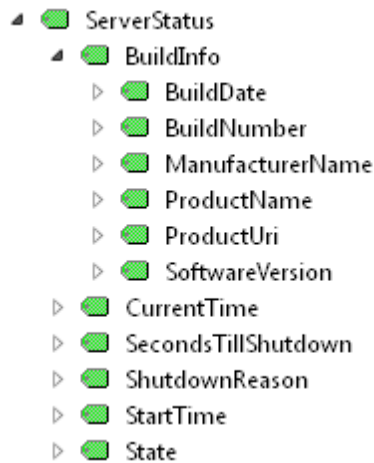 ServerStatus
BuildInfo
BuildDate
BuildNumber
ManufacturerName
ProductName
ProductUri
SoftwareVersion
CurrentTime
SecondsTillShutdown
ShutdownReason
StartTime
State